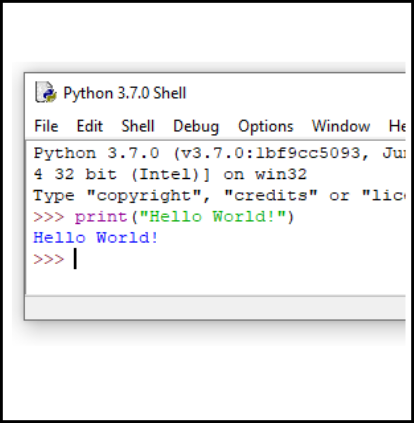 Python 3.7.0 Shell
File Edit Shell Debug Options Window He
Python 3.7.0 (v3.7.0:1bf9cc5093, Ju
4 32 bit (Intel)] on win32
Type "copyright", "credits" or "lic
>>> print("Hello World!")
Hello World!
>>>